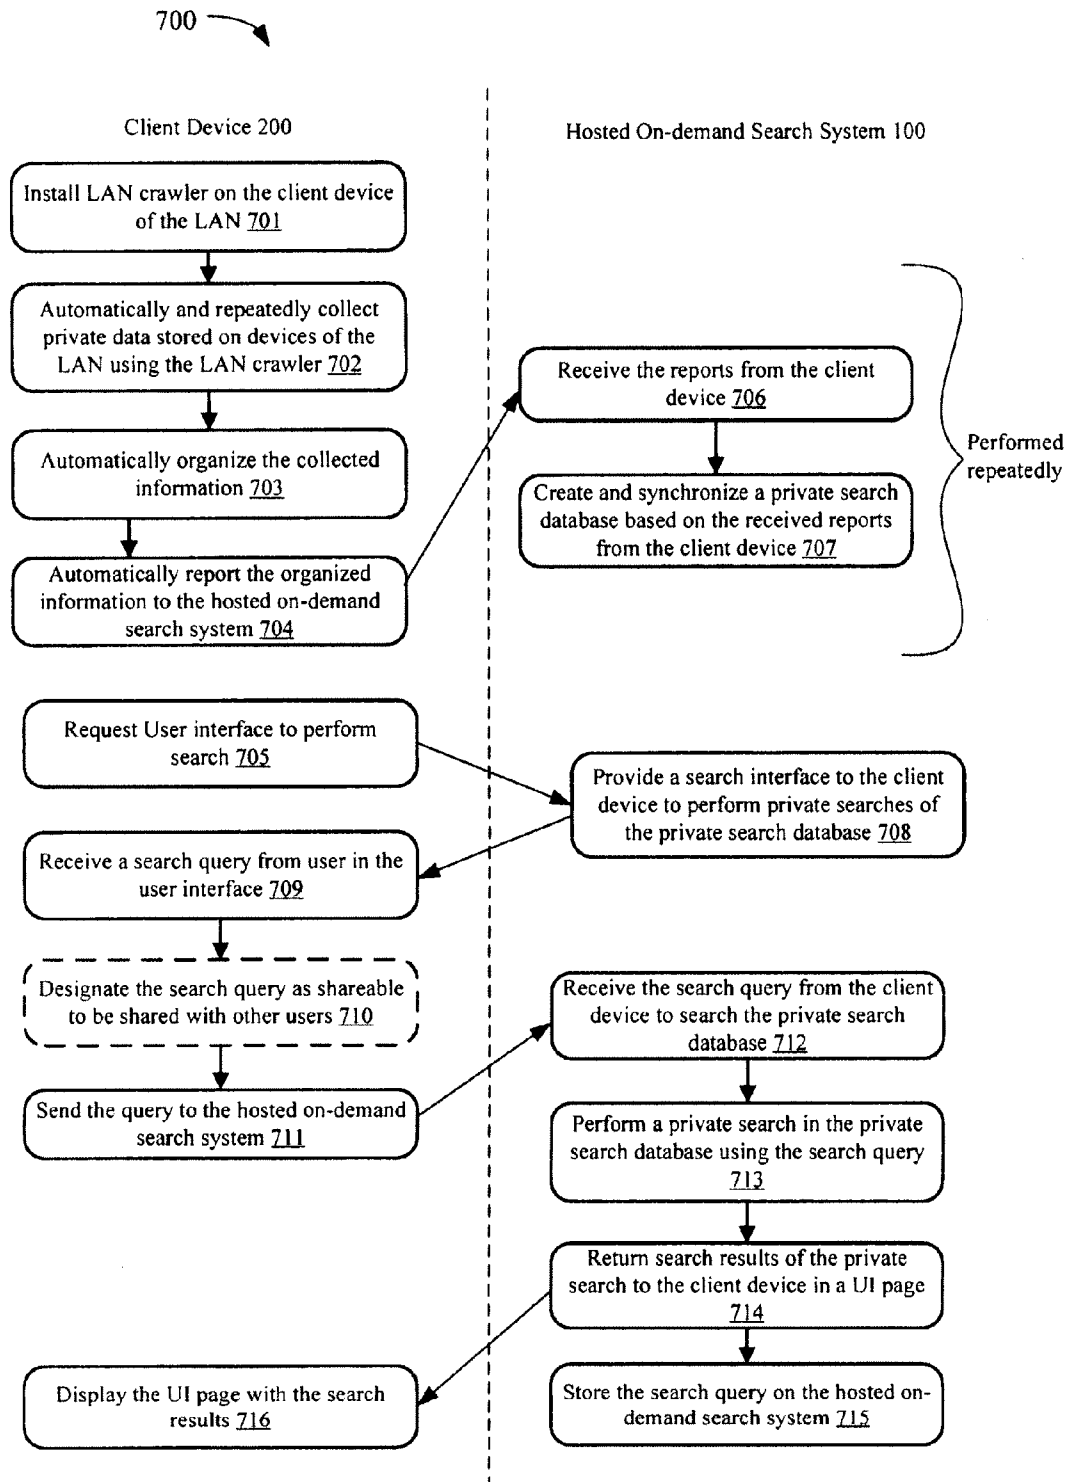 700
Client Device 200
Hosted On-demand Search System 100
Install LAN crawler on the client device
of the LAN 701
Automatically and repeatedly collect
private data stored on devices of the
LAN using the LAN crawler 702
Automatically organize the collected
information 703
Automatically report the organized
information to the hosted on-demand
search system 704
Receive the reports from the client
device 706
Create and synchronize a private search
database based on the received reports
from the client device 707
Performed
repeatedly
Request User interface to perform
search 705
Provide a search interface to the client
device to perform private searches of
the private search database 708
Receive a search query from user in the
user interface 709
Designate the search query as shareable
to be shared with other users 710
Send the query to the hosted on-demand
search system 711
Receive the search query from the client
device to search the private search
database 712
Perform a private search in the private
search database using the search query
713
Return search results of the private
search to the client device in a UI page
714
Store the search query on the hosted on-
demand search system 715
Display the UI page with the search
results 716